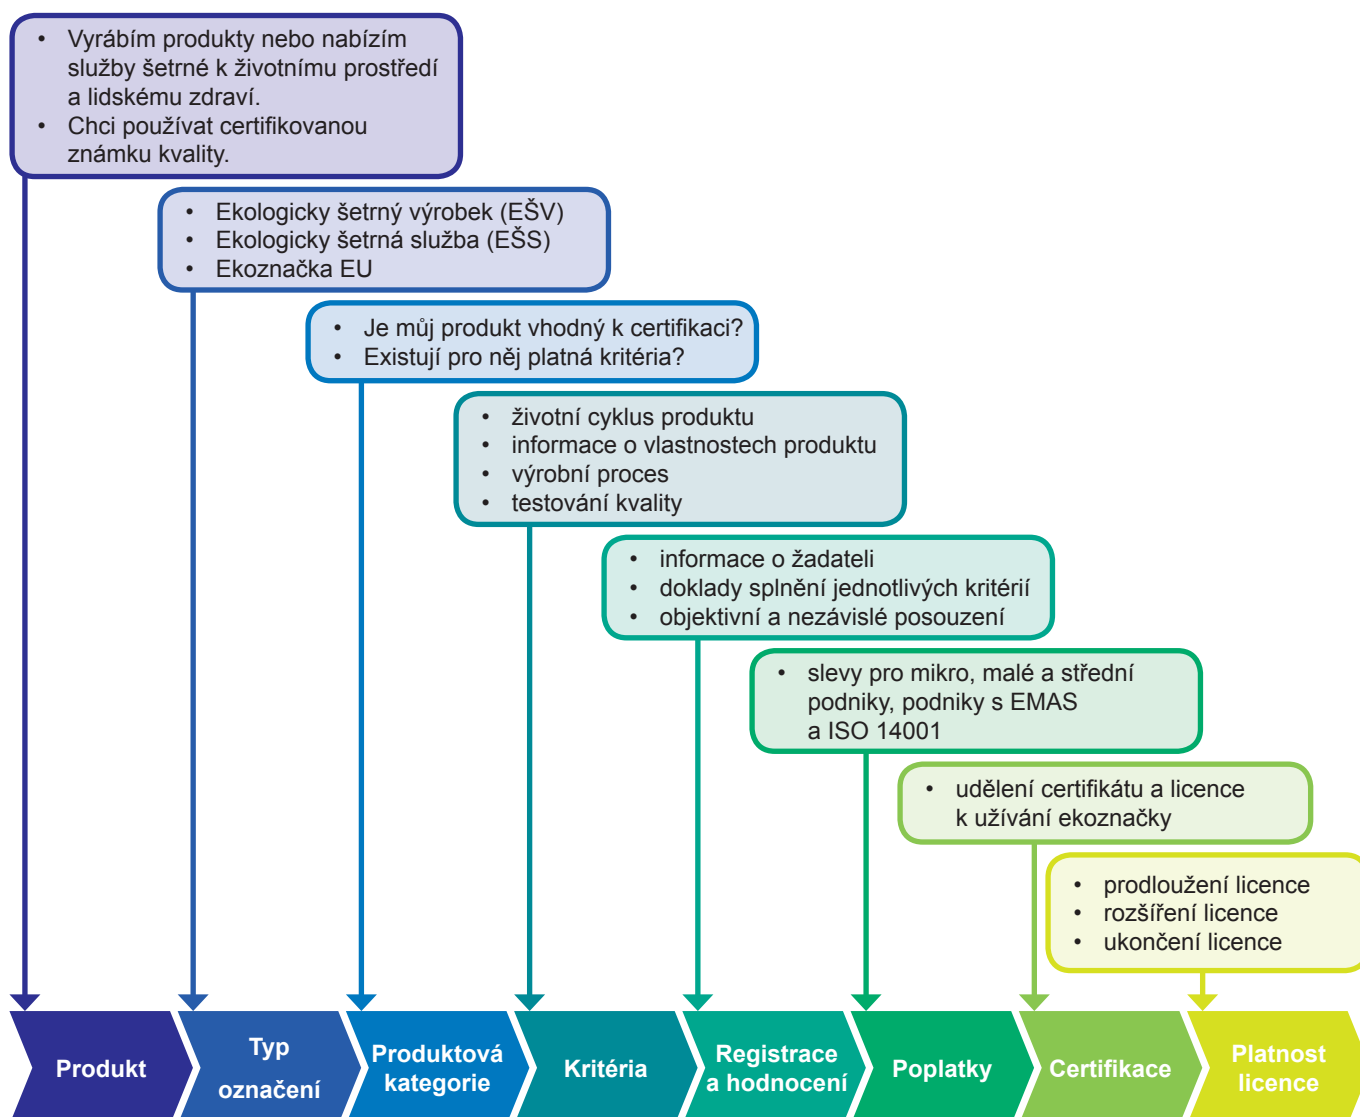 • Vyrábím produkty nebo nabízím
služby šetrné k životnímu prostředí
a lidskému zdraví.
• Chci používat certifikovanou
známku kvality.
• Ekologicky šetrný výrobek (EŠV)
• Ekologicky šetrná služba (EŠS)
• Ekoznačka EU
• Je můj produkt vhodný k certifikaci?
• Existují pro něj platná kritéria?
• životní cyklus produktu
• informace o vlastnostech produktu
• výrobní proces
• testování kvality
• informace o žadateli
• doklady splnění jednotlivých kritérií
• objektivní a nezávislé posouzení
• slevy pro mikro, malé a střední
podniky, podniky s EMAS
a ISO 14001
• udělení certifikátu a licence
k užívání ekoznačky
• prodloužení licence
• rozšíření licence
• ukončení licence
Produkt
Typ
označení
Produktová
kategorie
Kritéria
Registrace
a hodnocení
Poplatky
Certifikace
Platnost
licence